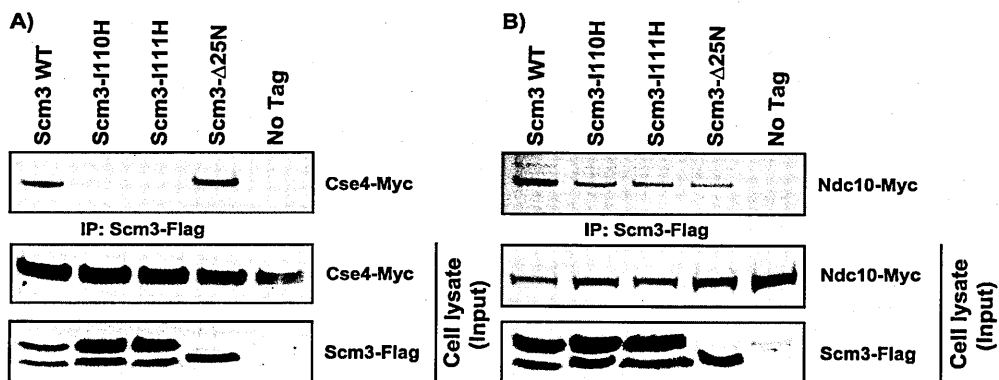 A)
Scm3 WT
Scm3-I110H
Scm3-I111H
Scm3-Δ25N
No Tag
Cse4-Myc
IP: Scm3-Flag
Cse4-Myc
Scm3-Flag
Cell lysate
(Input)
B)
Scm3 WT
Scm3-I110H
Scm3-I111H
Scm3-Δ25N
No Tag
Ndc10-Myc
IP: Scm3-Flag
Ndc10-Myc
Scm3-Flag
Cell lysate
(Input)